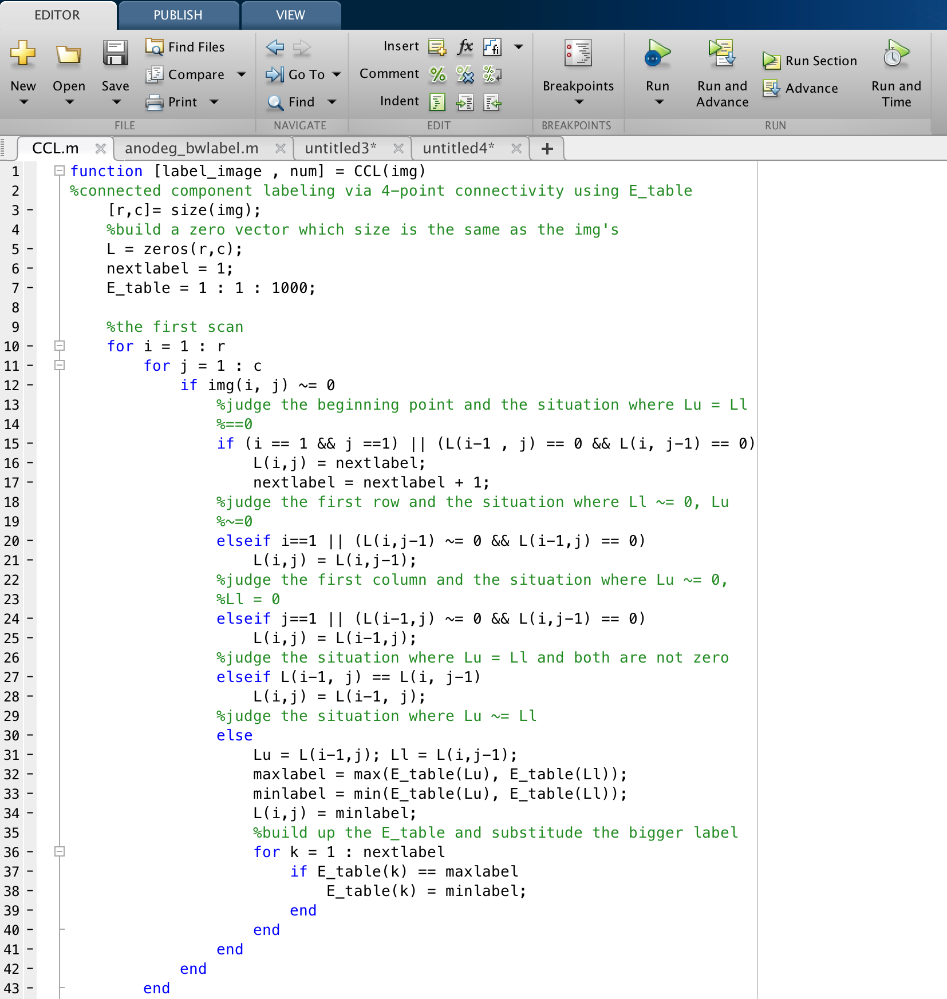 EDITOR PUBLISH VIEW
New Open Save Find Files Compare Print
FILE
Go To Find
NAVIGATE
Insert fx fi
Comment % % %
Indent
EDIT
Breakpoints
BREAKPOINTS
Run Run and Advance Run Section Advance Run and Time
RUN
CCL.m anodeg_bwlabel.m untitled3* untitled4* +
1 function [label_image , num] = CCL(img)
2 %connected component labeling via 4-point connectivity using E_table
3 - [r,c]= size(img);
4 %build a zero vector which size is the same as the img's
5 - L = zeros(r,c);
6 - nextlabel = 1;
7 - E_table = 1 : 1 : 1000;
8
9 %the first scan
10 - for i = 1 : r
11 - for j = 1 : c
12 - if img(i, j) ~= 0
13 %judge the beginning point and the situation where Lu = Ll
14 %==0
15 - if (i == 1 && j ==1) || (L(i-1 , j) == 0 && L(i, j-1) == 0)
16 - L(i,j) = nextlabel;
17 - nextlabel = nextlabel + 1;
18 %judge the first row and the situation where Ll ~= 0, Lu
19 %~=0
20 - elseif i==1 || (L(i,j-1) ~= 0 && L(i-1,j) == 0)
21 - L(i,j) = L(i,j-1);
22 %judge the first column and the situation where Lu ~= 0,
23 %Ll = 0
24 - elseif j==1 || (L(i-1,j) ~= 0 && L(i,j-1) == 0)
25 - L(i,j) = L(i-1,j);
26 %judge the situation where Lu = Ll and both are not zero
27 - elseif L(i-1, j) == L(i, j-1)
28 - L(i,j) = L(i-1, j);
29 %judge the situation where Lu ~= Ll
30 - else
31 - Lu = L(i-1,j); Ll = L(i,j-1);
32 - maxlabel = max(E_table(Lu), E_table(Ll));
33 - minlabel = min(E_table(Lu), E_table(Ll));
34 - L(i,j) = minlabel;
35 %build up the E_table and substitude the bigger label
36 - for k = 1 : nextlabel
37 - if E_table(k) == maxlabel
38 - E_table(k) = minlabel;
39 - end
40 - end
41 - end
42 - end
43 - end